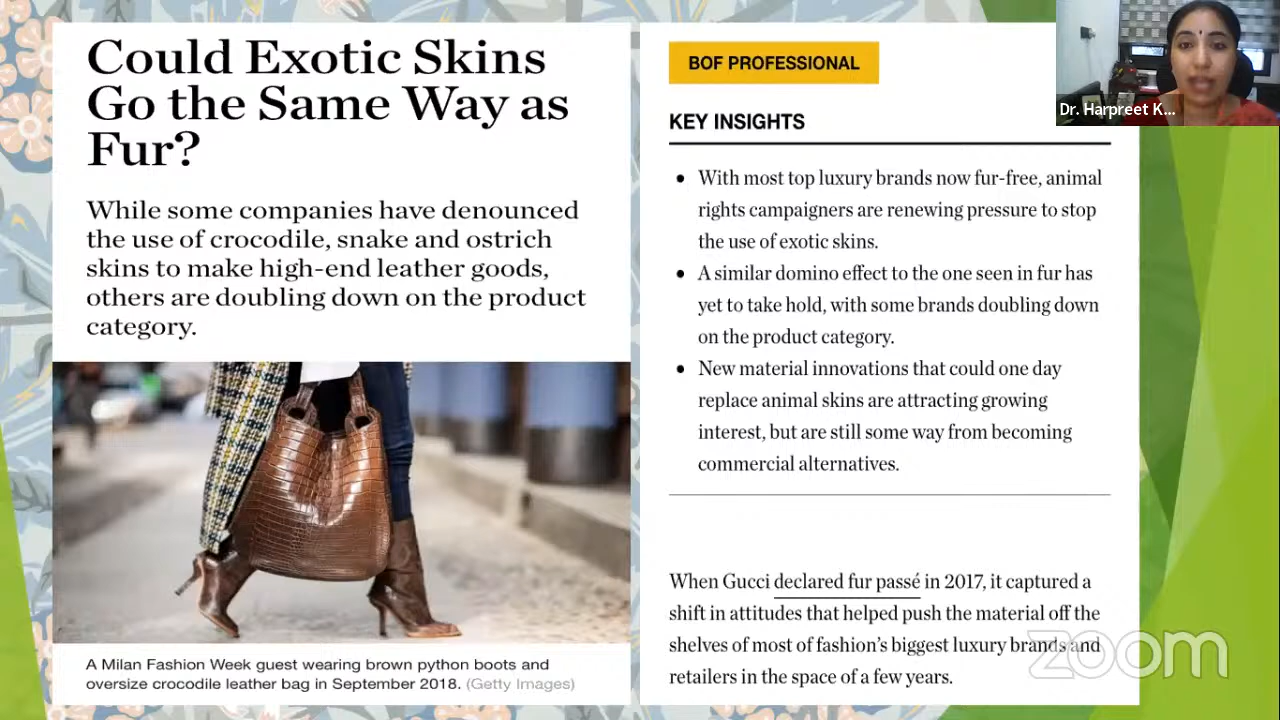 Could Exotic Skins
Go the Same Way as
Fur?
While some companies have denounced
the use of crocodile, snake and ostrich
skins to make high-end leather goods,
others are doubling down on the product
category.
A Milan Fashion Week guest wearing brown python boots and
oversize crocodile leather bag in September 2018. (Getty Images)
BOF PROFESSIONAL
KEY INSIGHTS
• With most top luxury brands now fur-free, animal
rights campaigners are renewing pressure to stop
the use of exotic skins.
• A similar domino effect to the one seen in fur has
yet to take hold, with some brands doubling down
on the product category.
• New material innovations that could one day
replace animal skins are attracting growing
interest, but are still some way from becoming
commercial alternatives.
When Gucci declared fur passé in 2017, it captured a
shift in attitudes that helped push the material off the
shelves of most of fashion's biggest luxury brands and
retailers in the space of a few years.
Dr. Harpreet K...
zoom